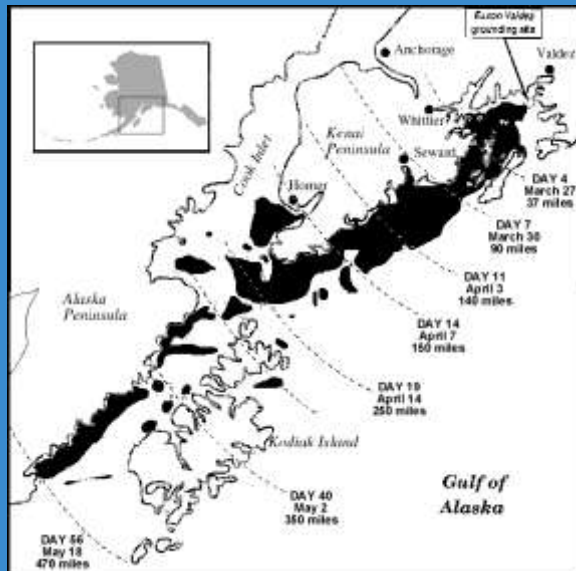 Exxon Valdez
grounding site
Anchorage
Valdez
Whittier
Kenai
Peninsula
Seward
Cook Inlet
Homer
DAY 4
March 27
37 miles
DAY 7
March 30
90 miles
DAY 11
April 3
140 miles
Alaska
Peninsula
DAY 14
April 7
150 miles
DAY 19
April 14
250 miles
Kodiak Island
DAY 40
May 2
350 miles
Gulf of
Alaska
DAY 56
May 18
470 miles